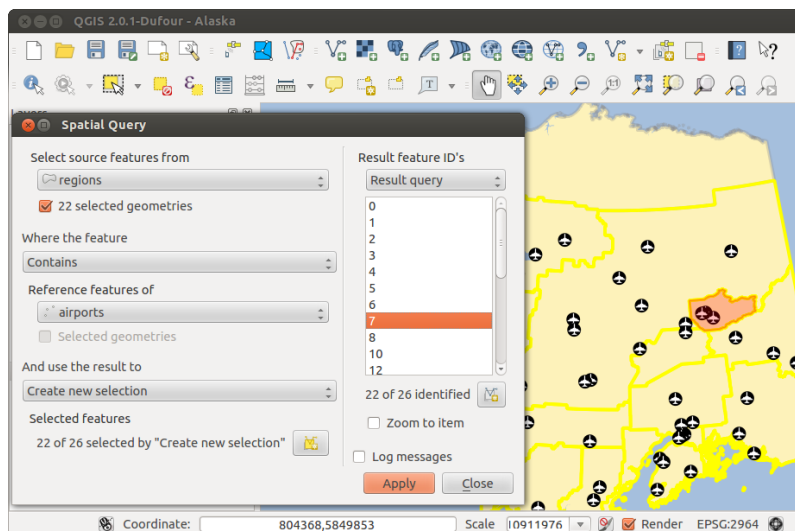 QGIS 2.0.1-Dufour - Alaska
Spatial Query
Select source features from
regions
22 selected geometries
Where the feature
Contains
Reference features of
airports
Selected geometries
And use the result to
Create new selection
Selected features
22 of 26 selected by "Create new selection"
Result feature ID's
Result query
0
1
2
3
4
5
6
7
8
10
12
22 of 26 identified
Zoom to item
Log messages
Apply
Close
Coordinate:
804368,5849853
Scale
Render
EPSG:2964